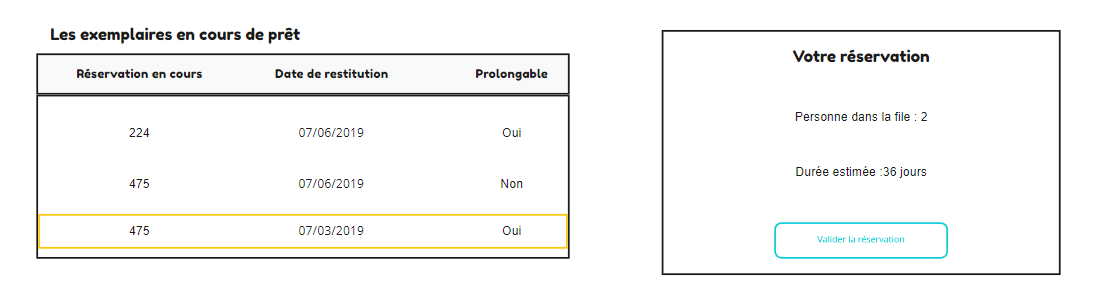 Les exemplaires en cours de prêt
Réservation en cours Date de restitution Prolongable
224 07/06/2019 Oui
475 07/06/2019 Non
475 07/03/2019 Oui
Votre réservation
Personne dans la file : 2
Durée estimée :36 jours
Valider la réservation